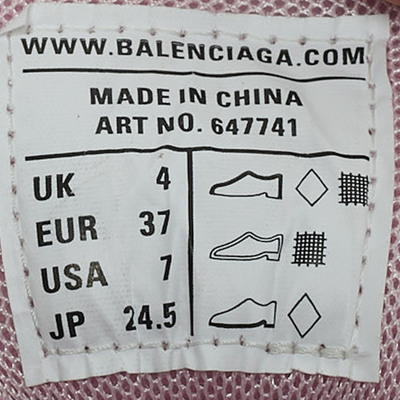 WWW.BALENCIAGA.COM
MADE IN CHINA
ART NO. 647741
UK 4
EUR 37
USA 7
JP 24.5